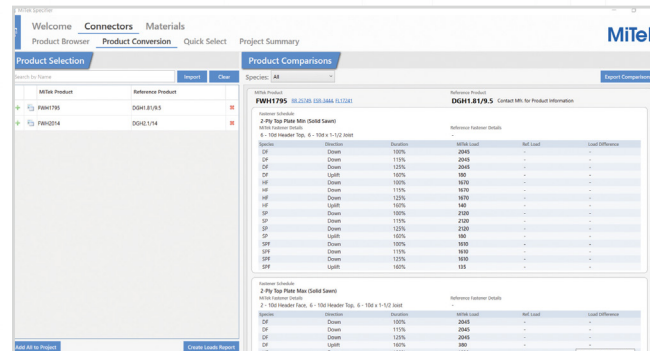 MiTek Specifier
Welcome Connectors Materials
Product Browser Product Conversion Quick Select Project Summary
MiTe
Product Selection
Product Comparisons
Search by Name Import Clear
Species: All
Export Comparison
MiTek Product Reference Product
FWH1795 DGH1.81/9.5
FWH2014 DGH2.1/14
MiTek Product Reference Product
FWH1795 RR 25749, ESR-3444, FL17241 DGH1.81/9.5 Contact Mfr. for Product Information
Fastener Schedule
2-Ply Top Plate Min (Solid Sawn)
MiTek Fastener Details Reference Fastener Details
6 - 10d Header Top, 6 - 10d x 1-1/2 Joist -
Species Direction Duration MiTek Load Ref. Load Load Difference
DF Down 100% 2045 - -
DF Down 115% 2045 - -
DF Down 125% 2045 - -
DF Uplift 160% 180 - -
HF Down 100% 1670 - -
HF Down 115% 1670 - -
HF Down 125% 1670 - -
HF Uplift 160% 140 - -
SP Down 100% 2120 - -
SP Down 115% 2120 - -
SP Down 125% 2120 - -
SP Uplift 160% 180 - -
SPF Down 100% 1610 - -
SPF Down 115% 1610 - -
SPF Down 125% 1610 - -
SPF Uplift 160% 135 - -
Fastener Schedule
2-Ply Top Plate Max (Solid Sawn)
MiTek Fastener Details Reference Fastener Details
2 - 10d Header Face, 6 - 10d Header Top, 6 - 10d x 1-1/2 Joist -
Species Direction Duration MiTek Load Ref. Load Load Difference
DF Down 100% 2045 - -
DF Down 115% 2045 - -
DF Down 125% 2045 - -
DF Uplift 160% 380 - -
Add All to Project Create Loads Report